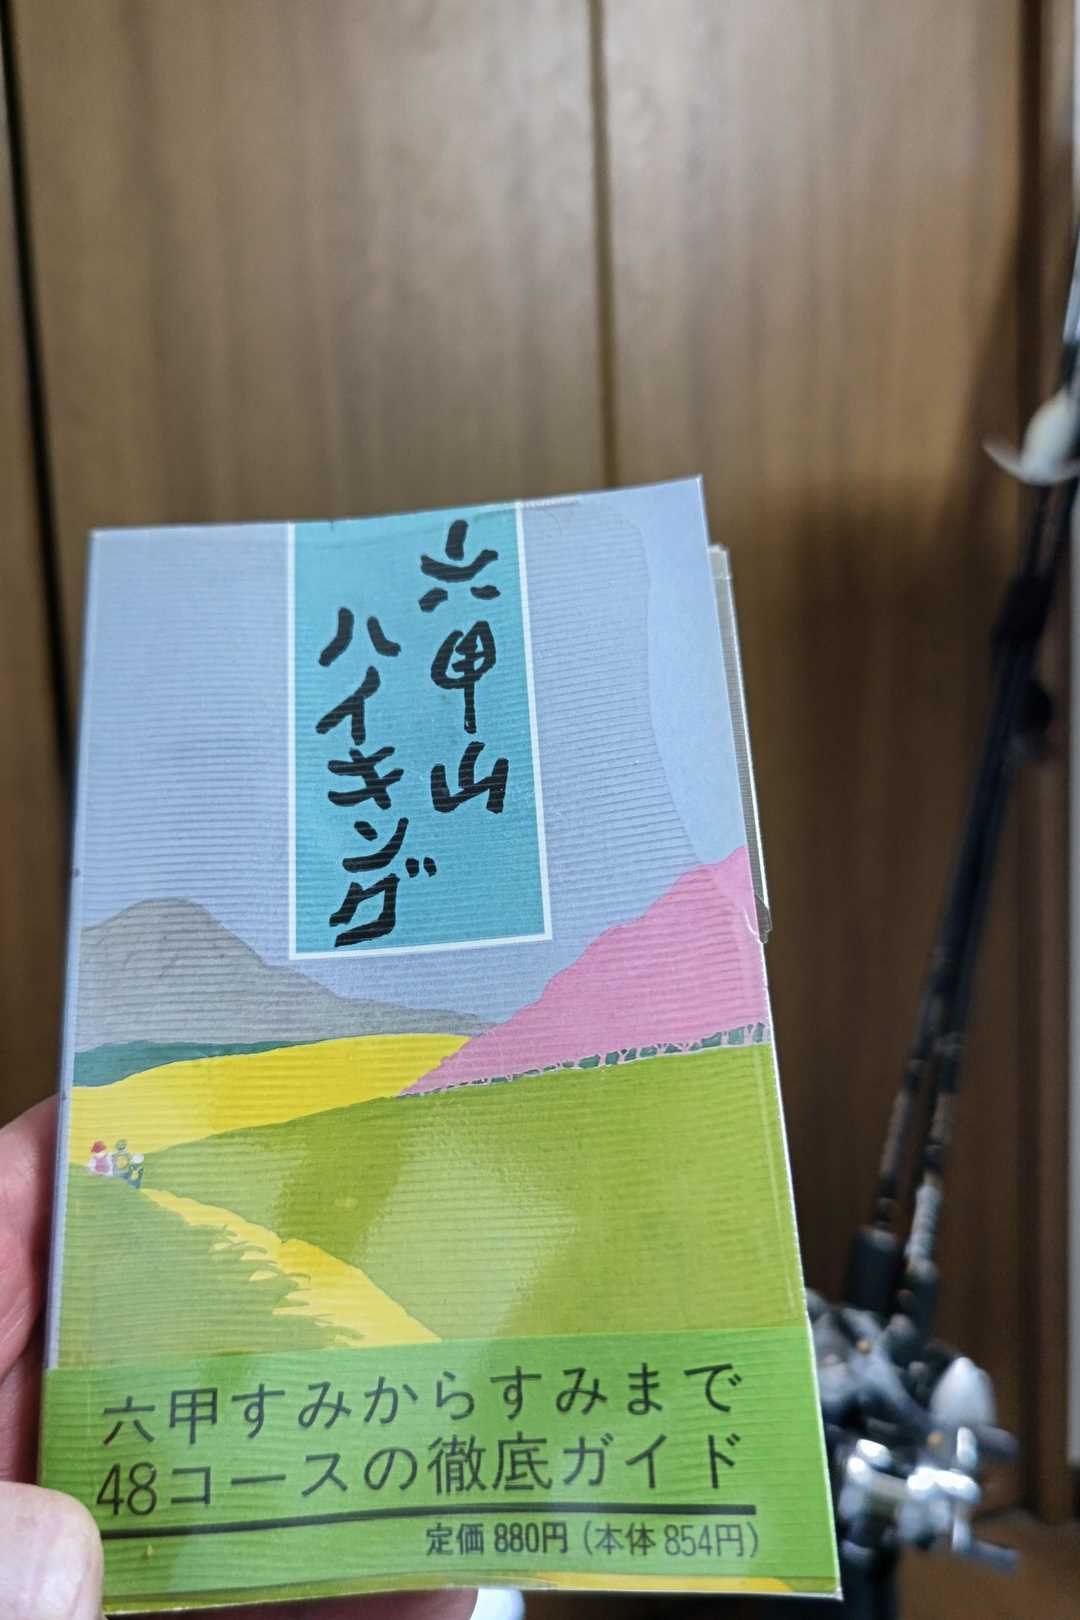 六甲山
ハイキング
六甲すみからすみまで
48コースの徹底ガイド
定価 880円 (本体 854円)